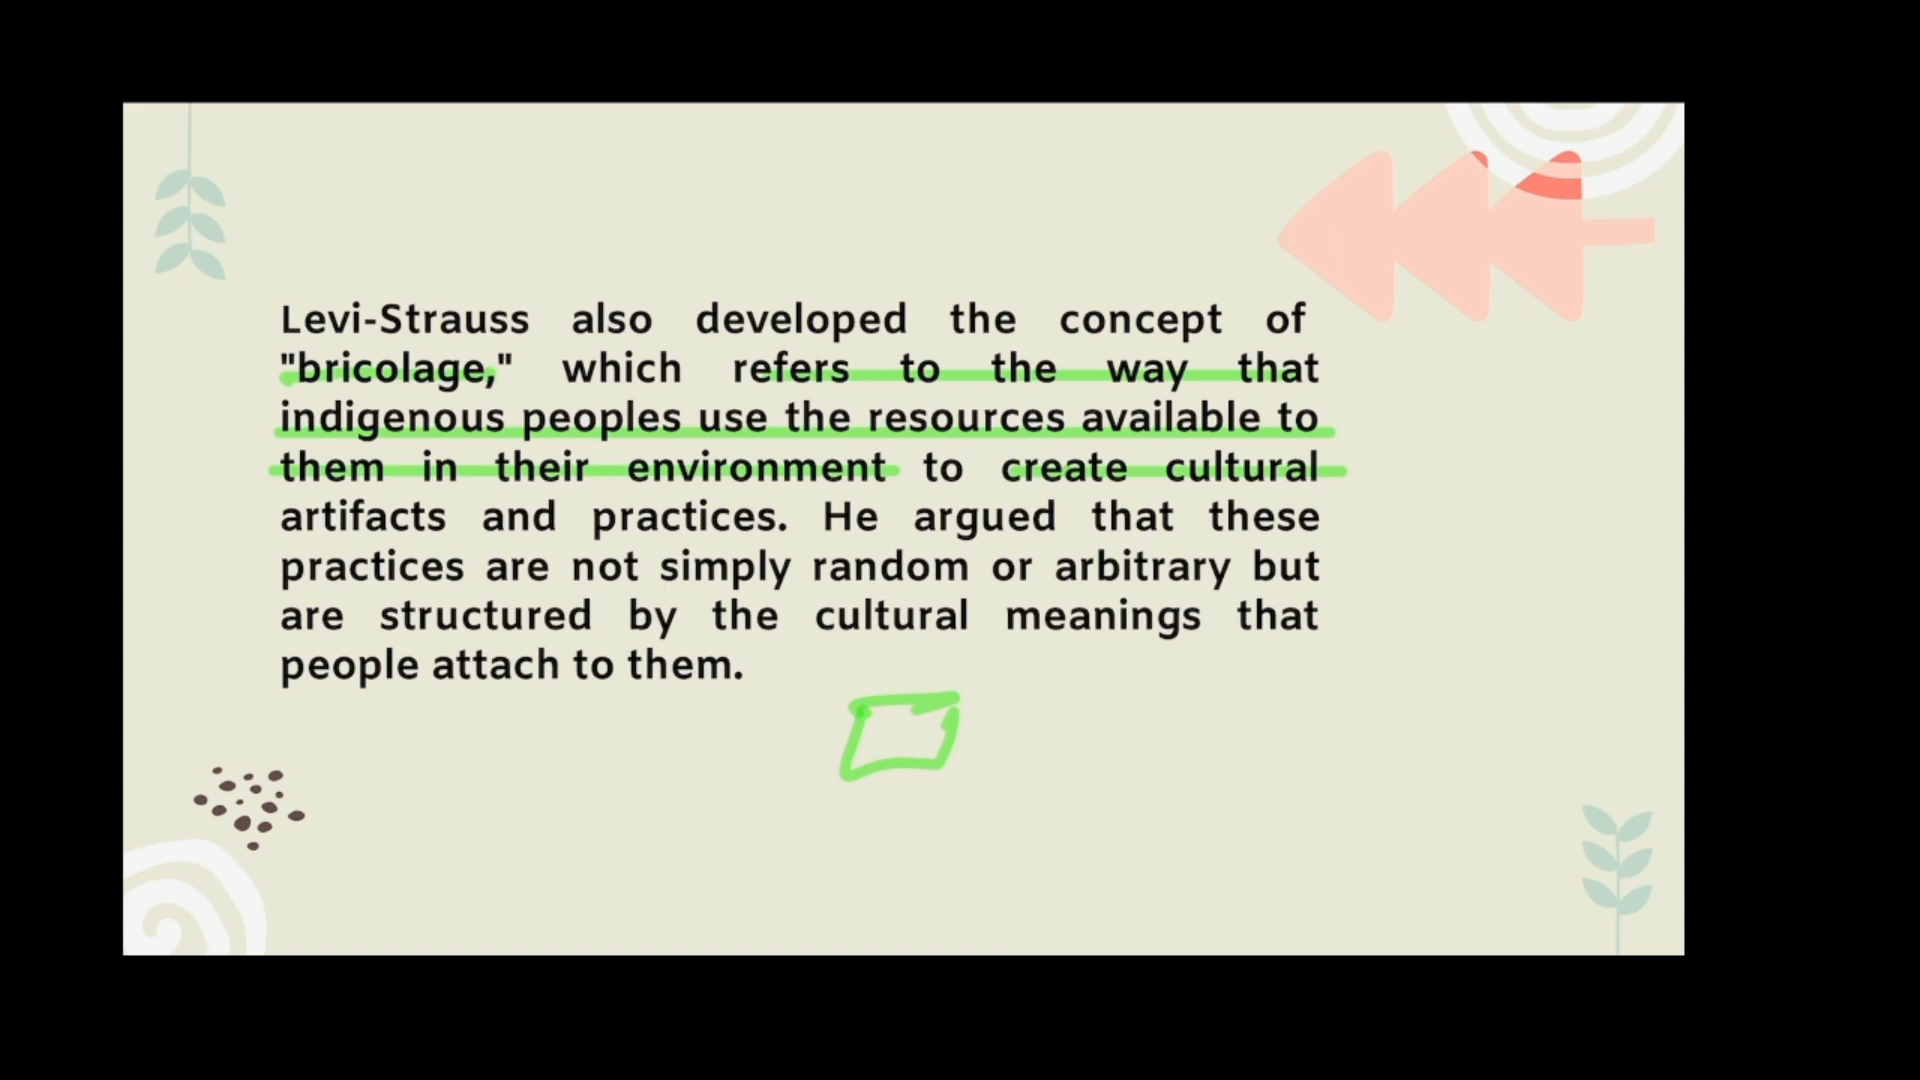 Levi-Strauss also developed the concept of
"bricolage," which refers to the way that
indigenous peoples use the resources available to
them in their environment to create cultural
artifacts and practices. He argued that these
practices are not simply random or arbitrary but
are structured by the cultural meanings that
people attach to them.